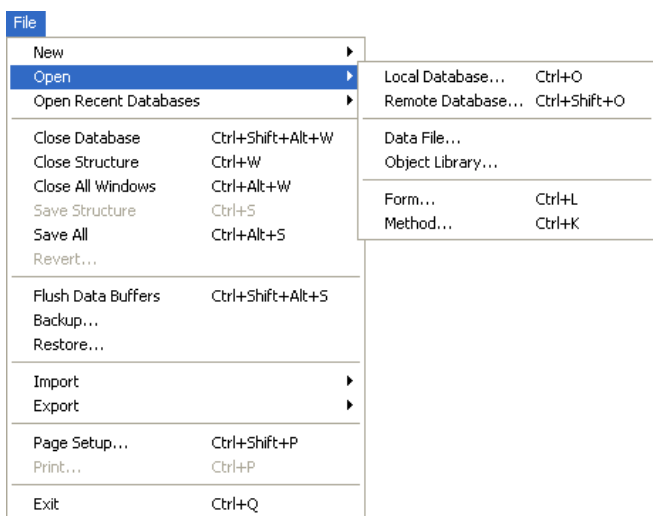 File
New
Open
Open Recent Databases
Close Database Ctrl+Shift+Alt+W
Close Structure Ctrl+W
Close All Windows Ctrl+Alt+W
Save Structure Ctrl+S
Save All Ctrl+Alt+S
Revert...
Flush Data Buffers Ctrl+Shift+Alt+S
Backup...
Restore...
Import
Export
Page Setup... Ctrl+Shift+P
Print... Ctrl+P
Exit Ctrl+Q
Local Database... Ctrl+O
Remote Database... Ctrl+Shift+O
Data File...
Object Library...
Form... Ctrl+L
Method... Ctrl+K